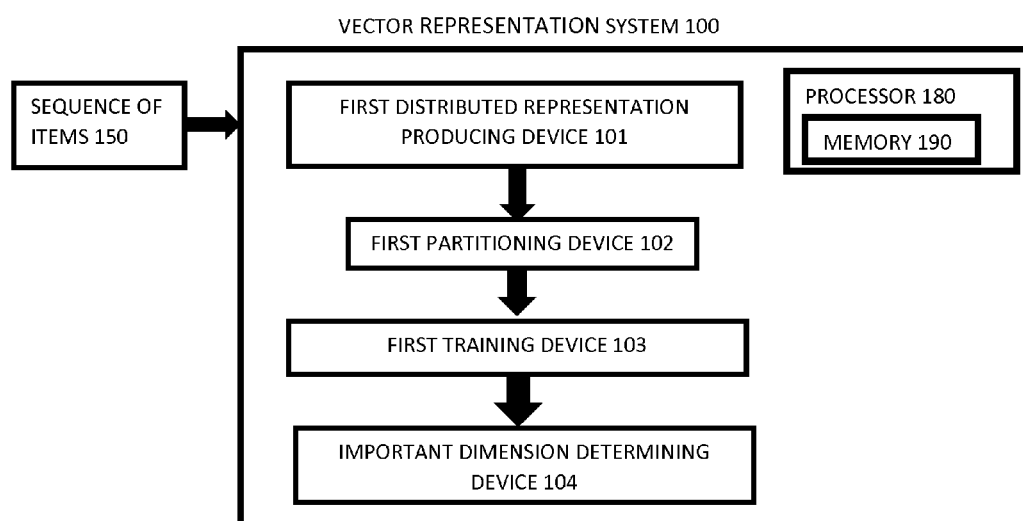 VECTOR REPRESENTATION SYSTEM 100
SEQUENCE OF
ITEMS 150
FIRST DISTRIBUTED REPRESENTATION
PRODUCING DEVICE 101
PROCESSOR 180
MEMORY 190
FIRST PARTITIONING DEVICE 102
FIRST TRAINING DEVICE 103
IMPORTANT DIMENSION DETERMINING
DEVICE 104